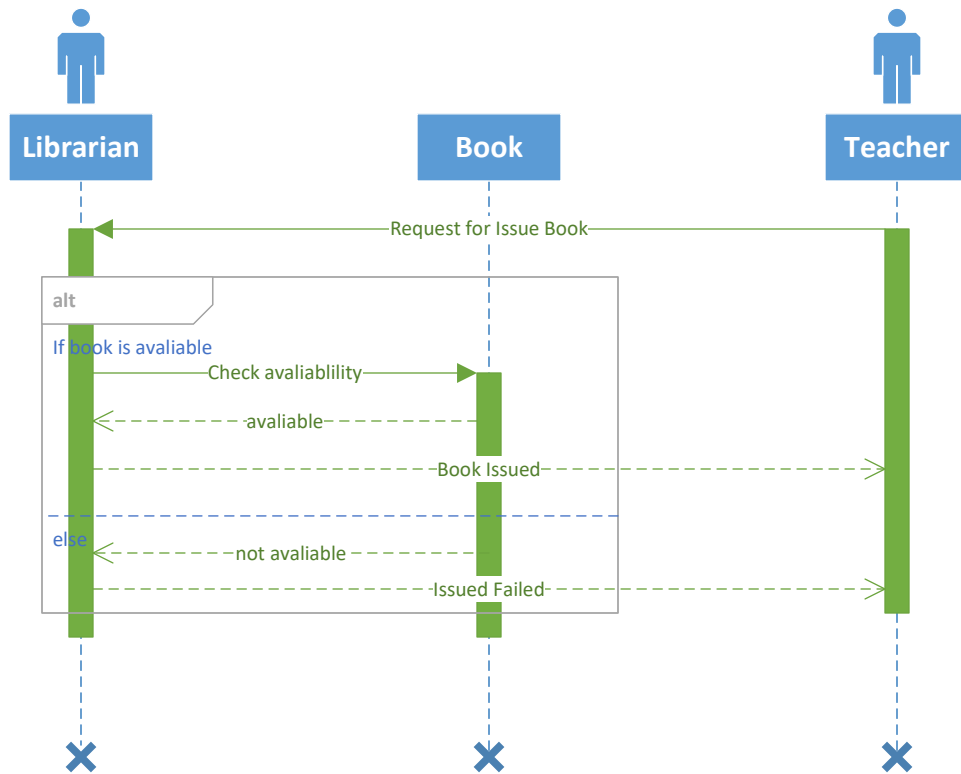 Librarian
Book
Teacher
Request for Issue Book
alt
If book is avaliable
Check avaliablility
avaliable
Book Issued
else
not avaliable
Issued Failed